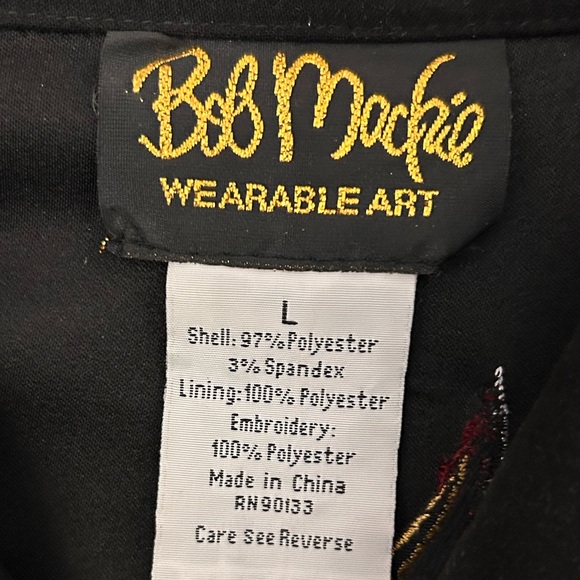 Bob Mackie
WEARABLE ART
L
Shell: 97% Polyester
3% Spandex
Lining:100% Polyester
Embroidery:
100% Polyester
Made in China
RN90133
Care See Reverse